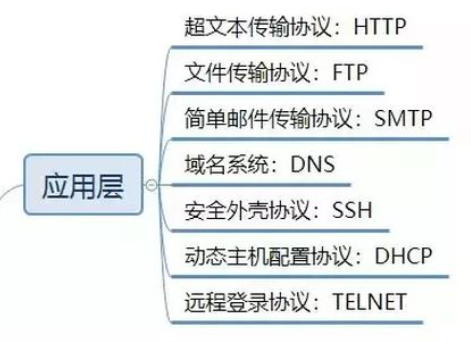 超文本传输协议：HTTP
文件传输协议：FTP
简单邮件传输协议：SMTP
应用层
域名系统：DNS
安全外壳协议：SSH
动态主机配置协议：DHCP
远程登录协议：TELNET